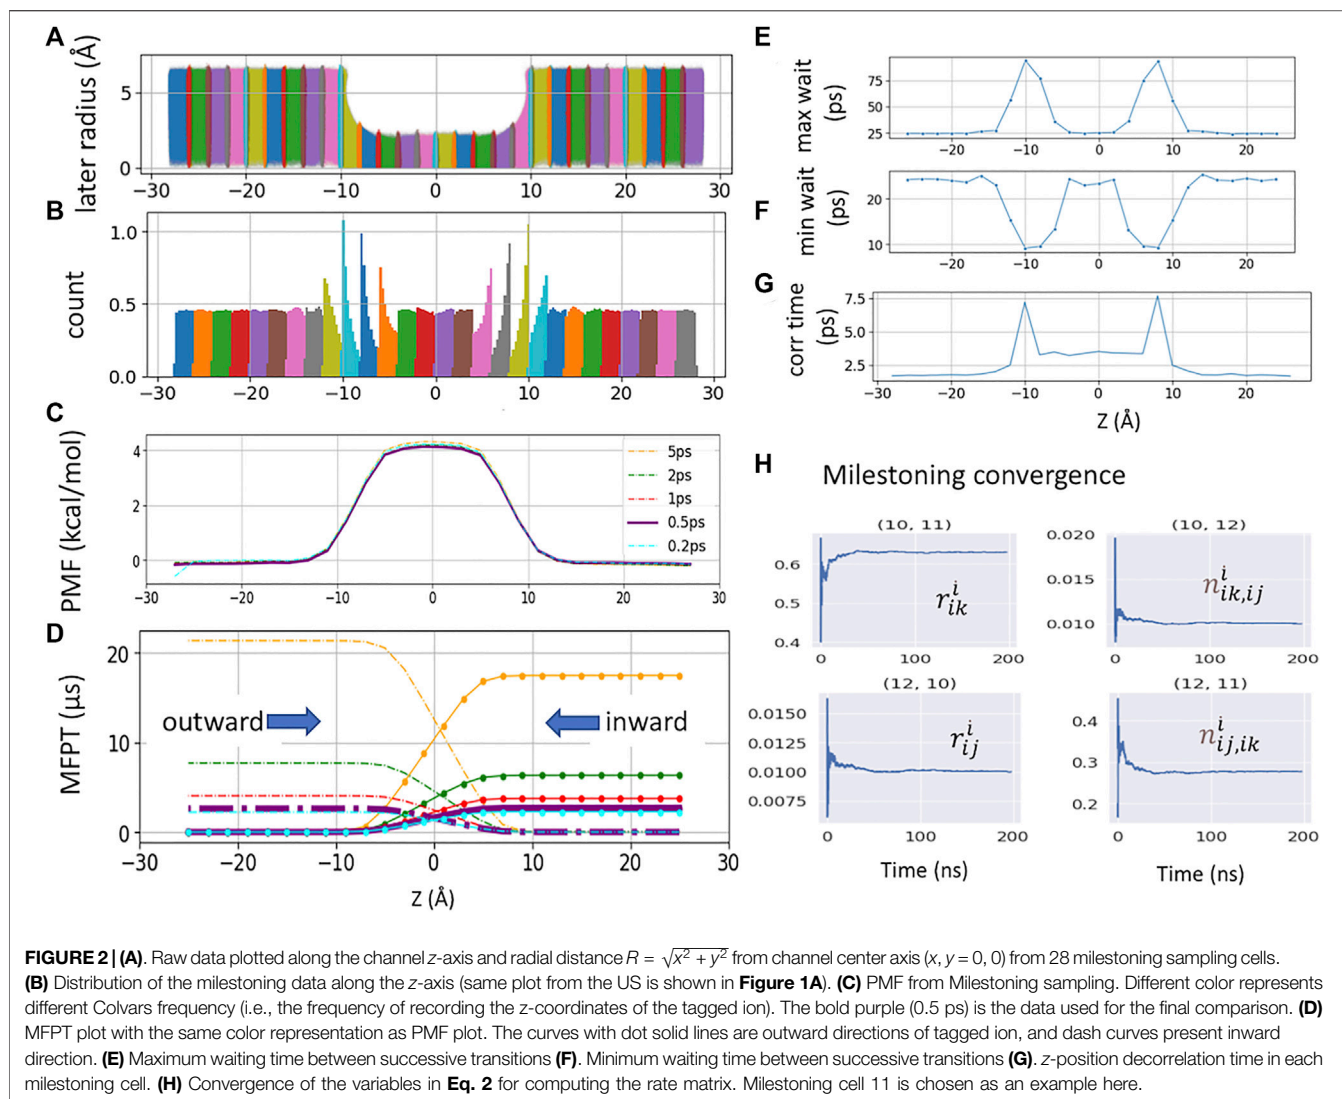 A
later radius (Å)
5
0
−30
−20
−10
0
10
20
30
B
count
1.0
0.5
0.0
−30
−20
−10
0
10
20
30
C
PMF (kcal/mol)
4
2
0
5ps
2ps
1ps
0.5ps
0.2ps
−30
−20
−10
0
10
20
30
D
MFPT (μs)
20
10
0
outward
inward
−30
−20
−10
0
10
20
30
Z (Å)
E
max wait
(ps)
75
50
25
−20
−10
0
10
20
F
min wait
(ps)
20
10
−20
−10
0
10
20
G
corr time
(ps)
7.5
5.0
2.5
−20
−10
0
10
20
Z (Å)
H
Milestoning convergence
(10, 11)
0.6
0.5
0.4
r^i_{ik}
0
100
200
(10, 12)
0.020
0.015
0.010
n^i_{ik,ij}
0
100
200
(12, 10)
0.0150
0.0125
0.0100
0.0075
r^i_{ij}
0
100
200
Time (ns)
(12, 11)
0.4
0.3
0.2
n^i_{ij,ik}
0
100
200
Time (ns)
FIGURE 2 | (A). Raw data plotted along the channel z-axis and radial distance R = √(x² + y²) from channel center axis (x, y = 0, 0) from 28 milestoning sampling cells.
(B) Distribution of the milestoning data along the z-axis (same plot from the US is shown in Figure 1A). (C) PMF from Milestoning sampling. Different color represents
different Colvars frequency (i.e., the frequency of recording the z-coordinates of the tagged ion). The bold purple (0.5 ps) is the data used for the final comparison. (D)
MFPT plot with the same color representation as PMF plot. The curves with dot solid lines are outward directions of tagged ion, and dash curves present inward
direction. (E) Maximum waiting time between successive transitions (F). Minimum waiting time between successive transitions (G). z-position decorrelation time in each
milestoning cell. (H) Convergence of the variables in Eq. 2 for computing the rate matrix. Milestoning cell 11 is chosen as an example here.